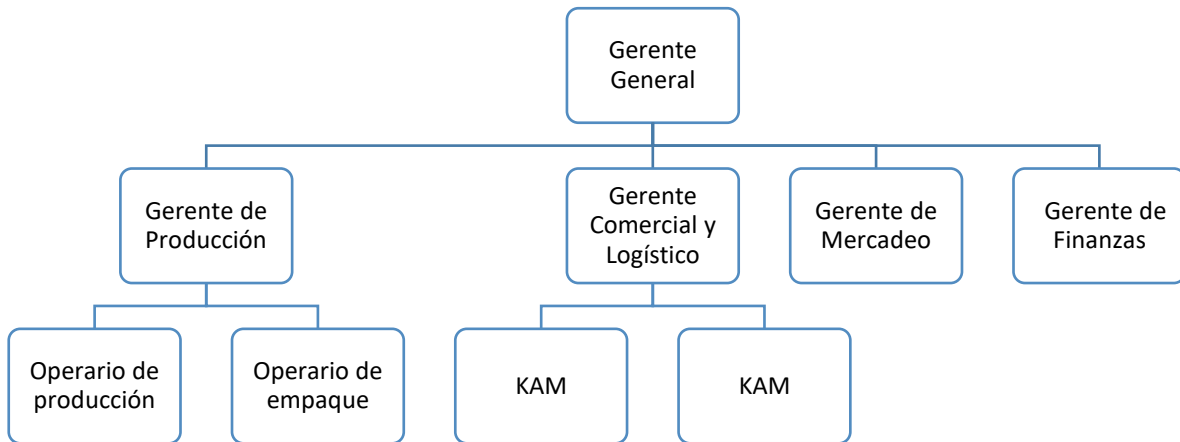 Gerente
General
Gerente de
Producción
Gerente
Comercial y
Logístico
Gerente de
Mercadeo
Gerente de
Finanzas
Operario de
producción
Operario de
empaque
KAM
KAM